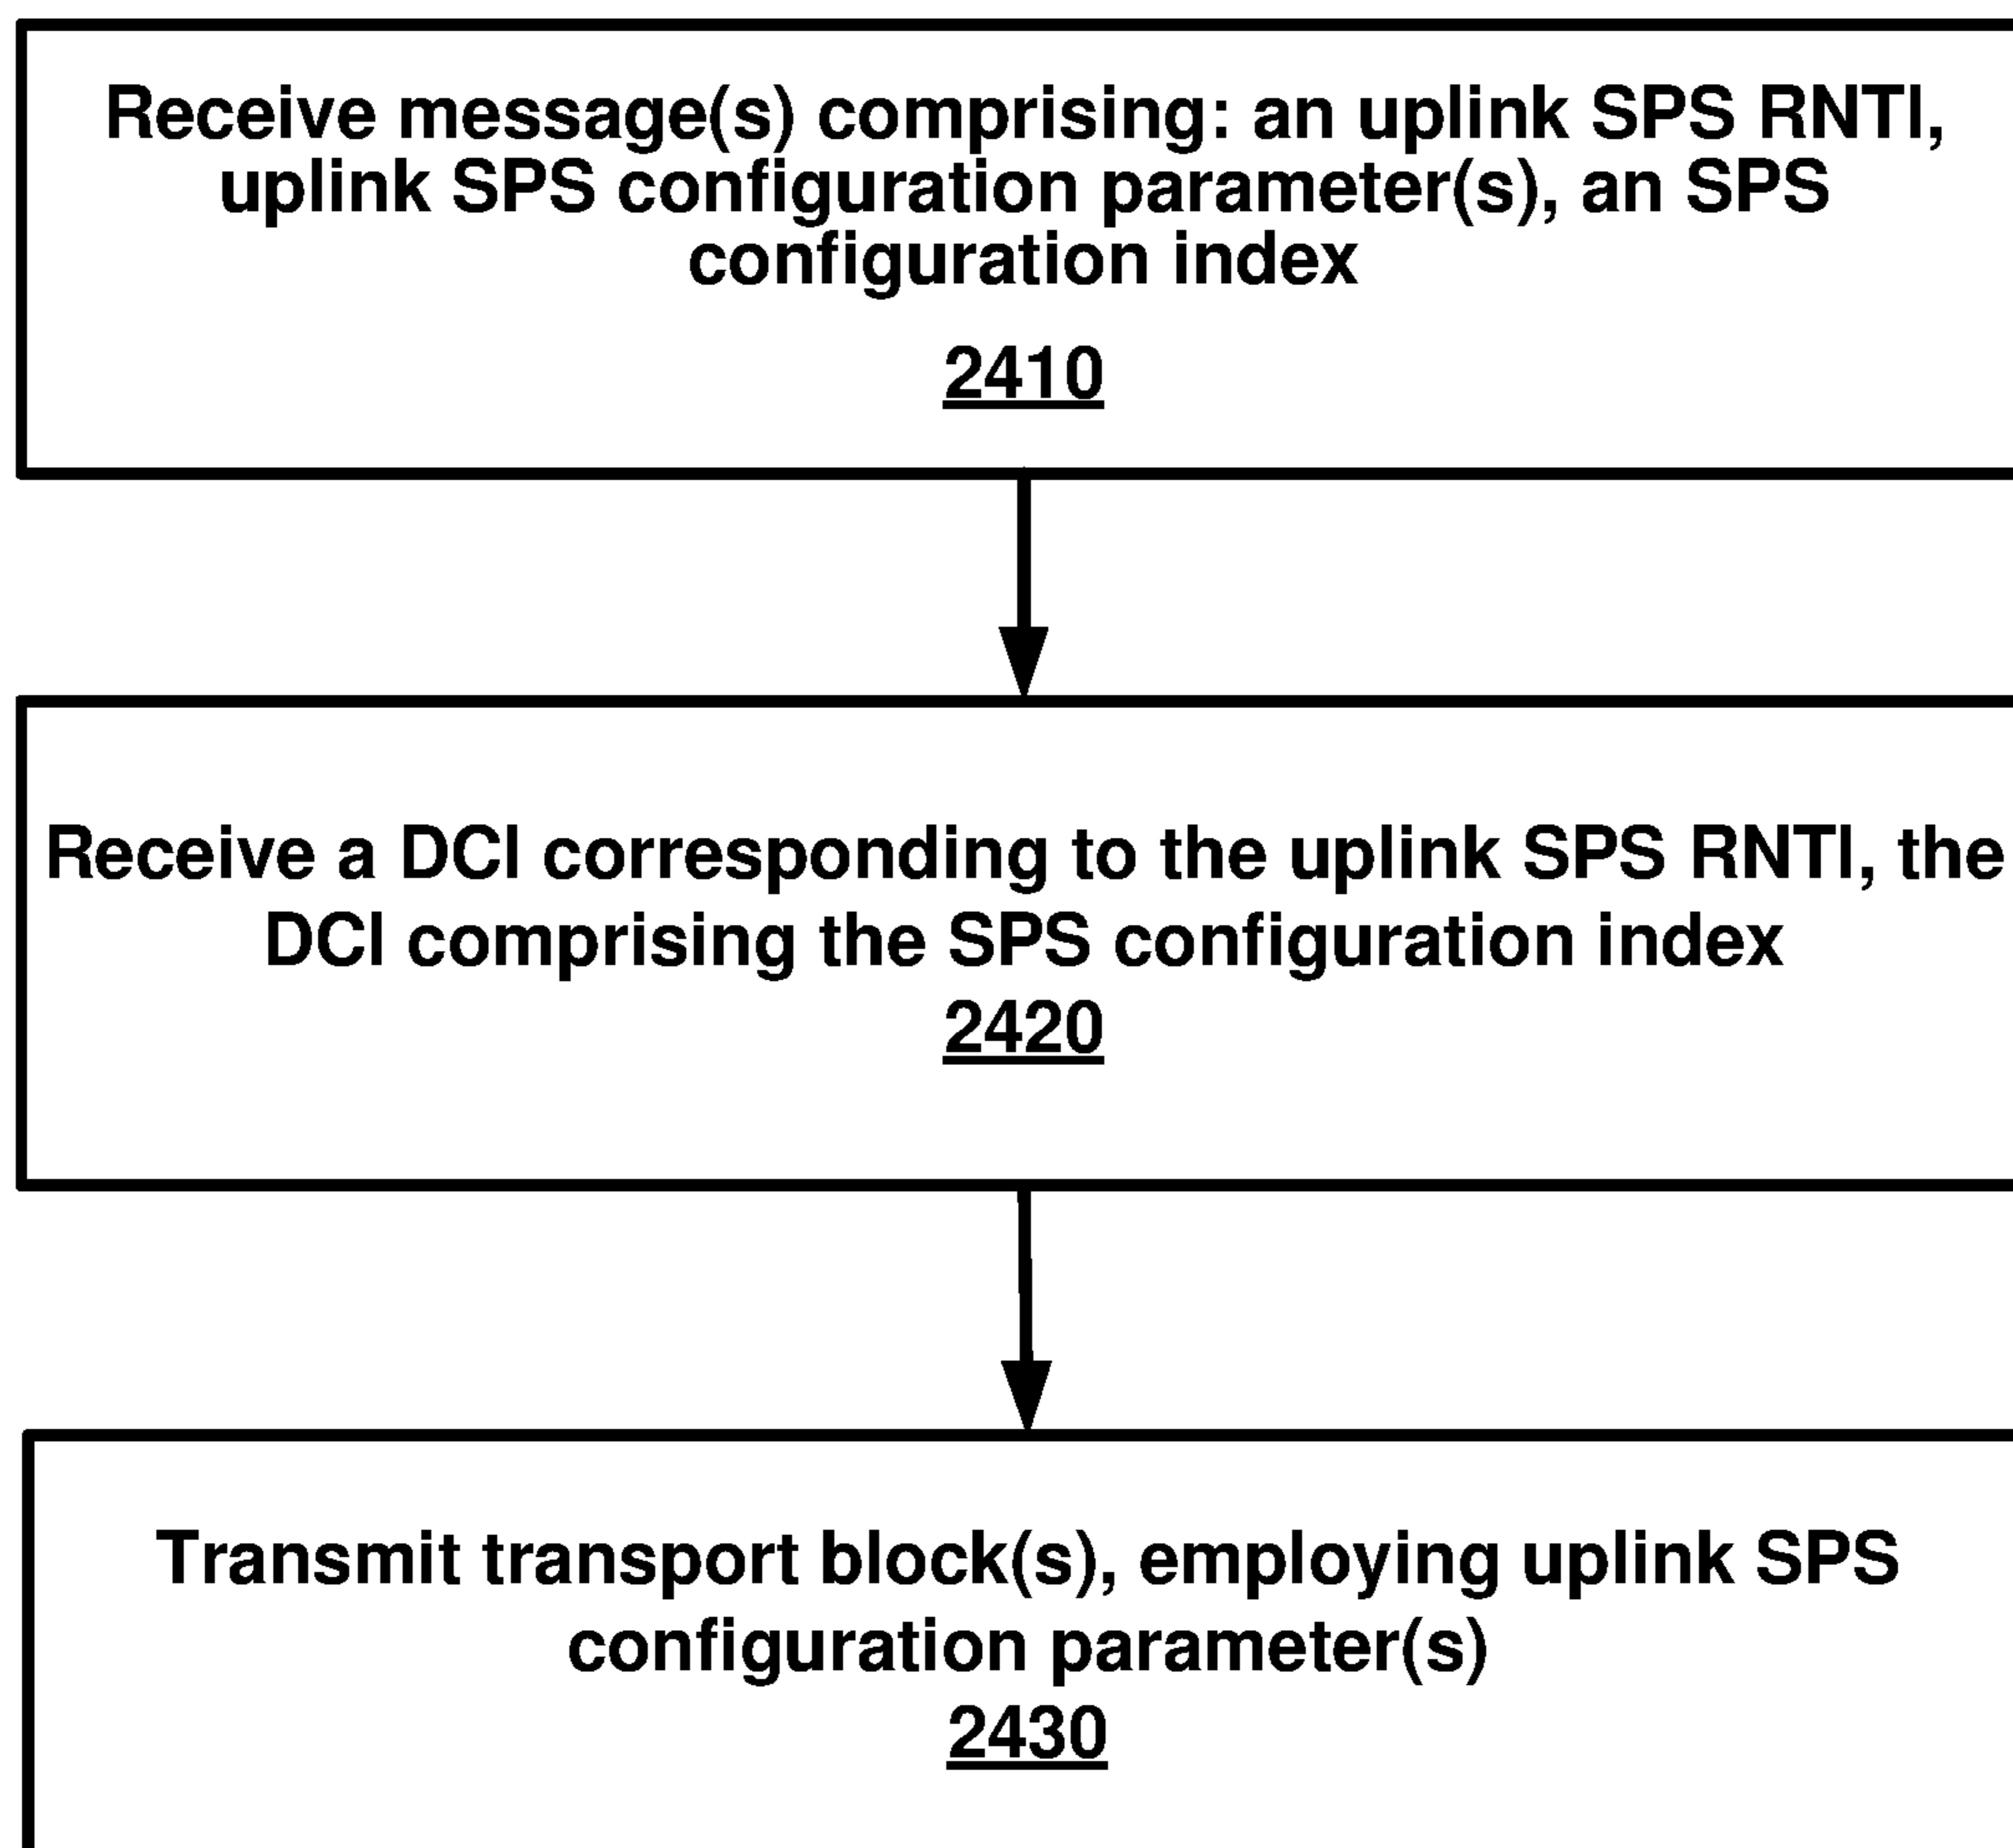 Receive message(s) comprising: an uplink SPS RNTI,
uplink SPS configuration parameter(s), an SPS
configuration index
2410
Receive a DCI corresponding to the uplink SPS RNTI, the
DCI comprising the SPS configuration index
2420
Transmit transport block(s), employing uplink SPS
configuration parameter(s)
2430